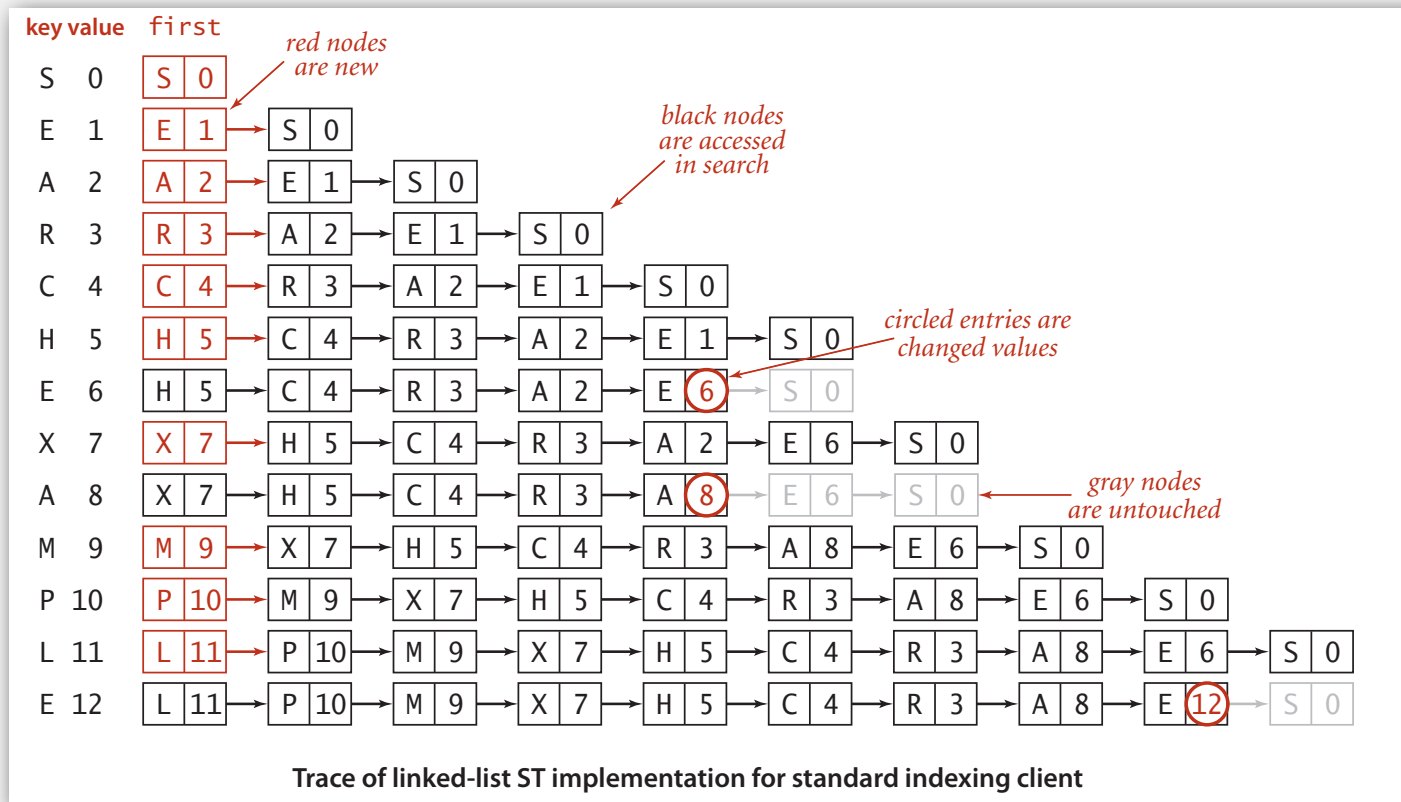 key value first
red nodes
are new
S 0 S 0
E 1 E 1 S 0
black nodes
are accessed
in search
A 2 A 2 E 1 S 0
R 3 R 3 A 2 E 1 S 0
C 4 C 4 R 3 A 2 E 1 S 0
circled entries are
changed values
H 5 H 5 C 4 R 3 A 2 E 1 S 0
E 6 H 5 C 4 R 3 A 2 E 6 S 0
X 7 X 7 H 5 C 4 R 3 A 2 E 6 S 0
A 8 X 7 H 5 C 4 R 3 A 8 E 6 S 0
gray nodes
are untouched
M 9 M 9 X 7 H 5 C 4 R 3 A 8 E 6 S 0
P 10 P 10 M 9 X 7 H 5 C 4 R 3 A 8 E 6 S 0
L 11 L 11 P 10 M 9 X 7 H 5 C 4 R 3 A 8 E 6 S 0
E 12 L 11 P 10 M 9 X 7 H 5 C 4 R 3 A 8 E 12 S 0
Trace of linked-list ST implementation for standard indexing client